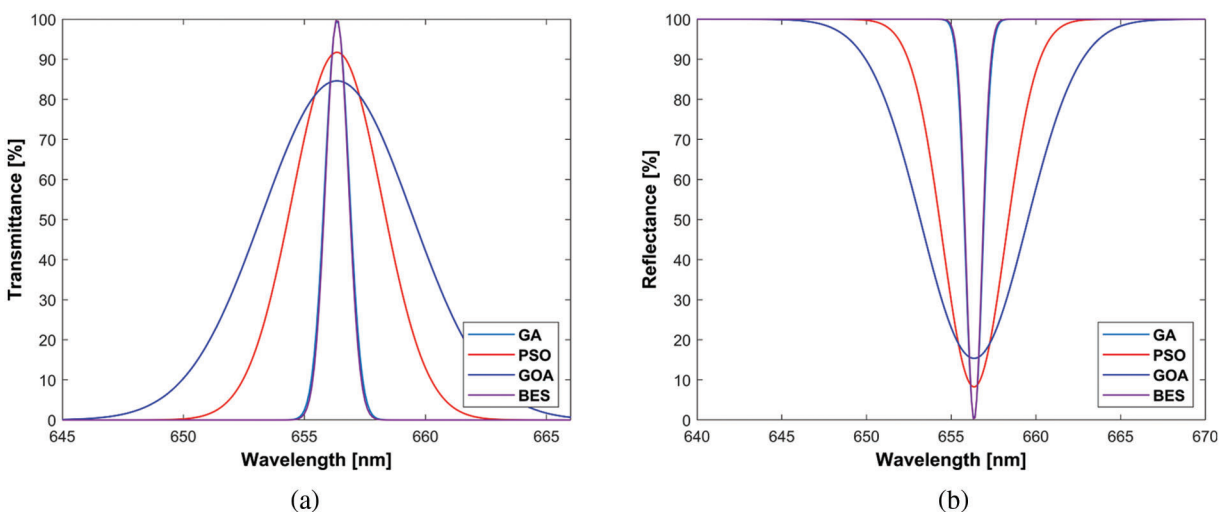 100
90
80
70
60
50
40
30
20
10
0
Transmittance [%]
645 650 655 660 665
Wavelength [nm]
GA
PSO
GOA
BES
(a)
100
90
80
70
60
50
40
30
20
10
0
Reflectance [%]
640 645 650 655 660 665 670
Wavelength [nm]
GA
PSO
GOA
BES
(b)